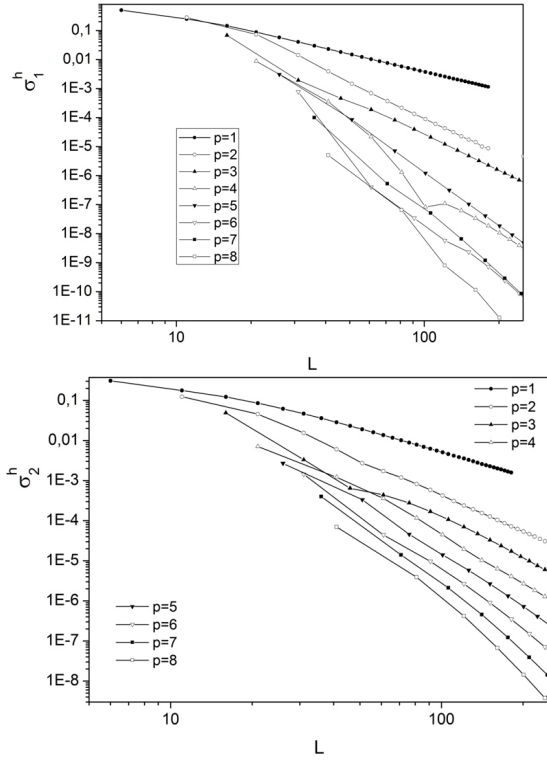 0,1
0,01
1E-3
1E-4
1E-5
1E-6
1E-7
1E-8
1E-9
1E-10
1E-11
σ₁ʰ
p=1
p=2
p=3
p=4
p=5
p=6
p=7
p=8
10
100
L
0,1
0,01
1E-3
1E-4
1E-5
1E-6
1E-7
1E-8
σ₂ʰ
p=1
p=2
p=3
p=4
p=5
p=6
p=7
p=8
10
100
L